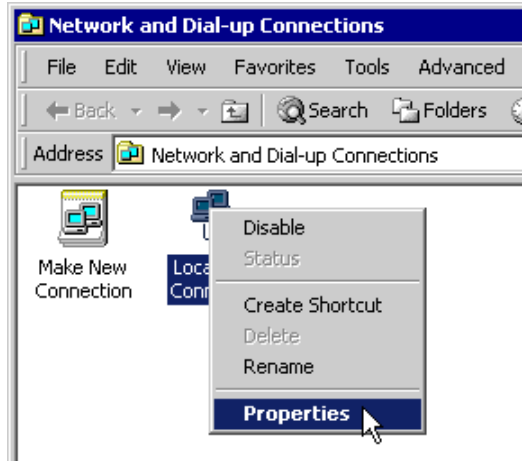 Network and Dial-up Connections
File Edit View Favorites Tools Advanced
Back Search Folders
Address Network and Dial-up Connections
Make New
Connection
Loca
Conn
Disable
Status
Create Shortcut
Delete
Rename
Properties